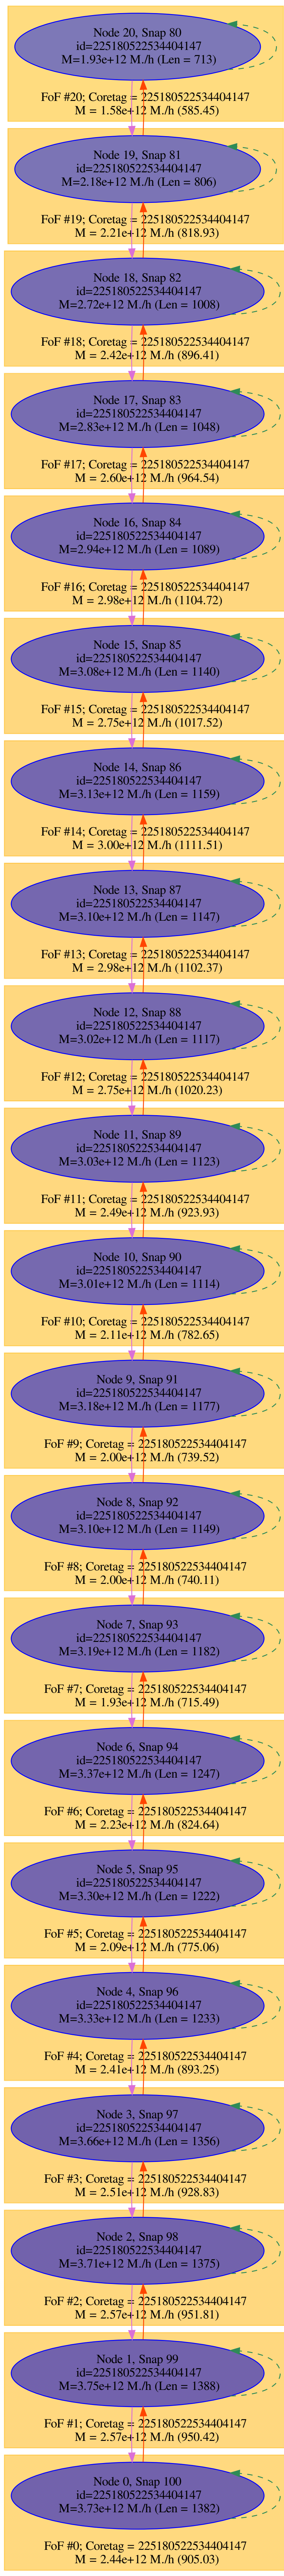 Node 20, Snap 80
id=225180522534404147
M=1.93e+12 M./h (Len = 713)
FoF #20; Coretag = 225180522534404147
M = 1.58e+12 M./h (585.45)
Node 19, Snap 81
id=225180522534404147
M=2.18e+12 M./h (Len = 806)
FoF #19; Coretag = 225180522534404147
M = 2.21e+12 M./h (818.93)
Node 18, Snap 82
id=225180522534404147
M=2.72e+12 M./h (Len = 1008)
FoF #18; Coretag = 225180522534404147
M = 2.42e+12 M./h (896.41)
Node 17, Snap 83
id=225180522534404147
M=2.83e+12 M./h (Len = 1048)
FoF #17; Coretag = 225180522534404147
M = 2.60e+12 M./h (964.54)
Node 16, Snap 84
id=225180522534404147
M=2.94e+12 M./h (Len = 1089)
FoF #16; Coretag = 225180522534404147
M = 2.98e+12 M./h (1104.72)
Node 15, Snap 85
id=225180522534404147
M=3.08e+12 M./h (Len = 1140)
FoF #15; Coretag = 225180522534404147
M = 2.75e+12 M./h (1017.52)
Node 14, Snap 86
id=225180522534404147
M=3.13e+12 M./h (Len = 1159)
FoF #14; Coretag = 225180522534404147
M = 3.00e+12 M./h (1111.51)
Node 13, Snap 87
id=225180522534404147
M=3.10e+12 M./h (Len = 1147)
FoF #13; Coretag = 225180522534404147
M = 2.98e+12 M./h (1102.37)
Node 12, Snap 88
id=225180522534404147
M=3.02e+12 M./h (Len = 1117)
FoF #12; Coretag = 225180522534404147
M = 2.75e+12 M./h (1020.23)
Node 11, Snap 89
id=225180522534404147
M=3.03e+12 M./h (Len = 1123)
FoF #11; Coretag = 225180522534404147
M = 2.49e+12 M./h (923.93)
Node 10, Snap 90
id=225180522534404147
M=3.01e+12 M./h (Len = 1114)
FoF #10; Coretag = 225180522534404147
M = 2.11e+12 M./h (782.65)
Node 9, Snap 91
id=225180522534404147
M=3.18e+12 M./h (Len = 1177)
FoF #9; Coretag = 225180522534404147
M = 2.00e+12 M./h (739.52)
Node 8, Snap 92
id=225180522534404147
M=3.10e+12 M./h (Len = 1149)
FoF #8; Coretag = 225180522534404147
M = 2.00e+12 M./h (740.11)
Node 7, Snap 93
id=225180522534404147
M=3.19e+12 M./h (Len = 1182)
FoF #7; Coretag = 225180522534404147
M = 1.93e+12 M./h (715.49)
Node 6, Snap 94
id=225180522534404147
M=3.37e+12 M./h (Len = 1247)
FoF #6; Coretag = 225180522534404147
M = 2.23e+12 M./h (824.64)
Node 5, Snap 95
id=225180522534404147
M=3.30e+12 M./h (Len = 1222)
FoF #5; Coretag = 225180522534404147
M = 2.09e+12 M./h (775.06)
Node 4, Snap 96
id=225180522534404147
M=3.33e+12 M./h (Len = 1233)
FoF #4; Coretag = 225180522534404147
M = 2.41e+12 M./h (893.25)
Node 3, Snap 97
id=225180522534404147
M=3.66e+12 M./h (Len = 1356)
FoF #3; Coretag = 225180522534404147
M = 2.51e+12 M./h (928.83)
Node 2, Snap 98
id=225180522534404147
M=3.71e+12 M./h (Len = 1375)
FoF #2; Coretag = 225180522534404147
M = 2.57e+12 M./h (951.81)
Node 1, Snap 99
id=225180522534404147
M=3.75e+12 M./h (Len = 1388)
FoF #1; Coretag = 225180522534404147
M = 2.57e+12 M./h (950.42)
Node 0, Snap 100
id=225180522534404147
M=3.73e+12 M./h (Len = 1382)
FoF #0; Coretag = 225180522534404147
M = 2.44e+12 M./h (905.03)